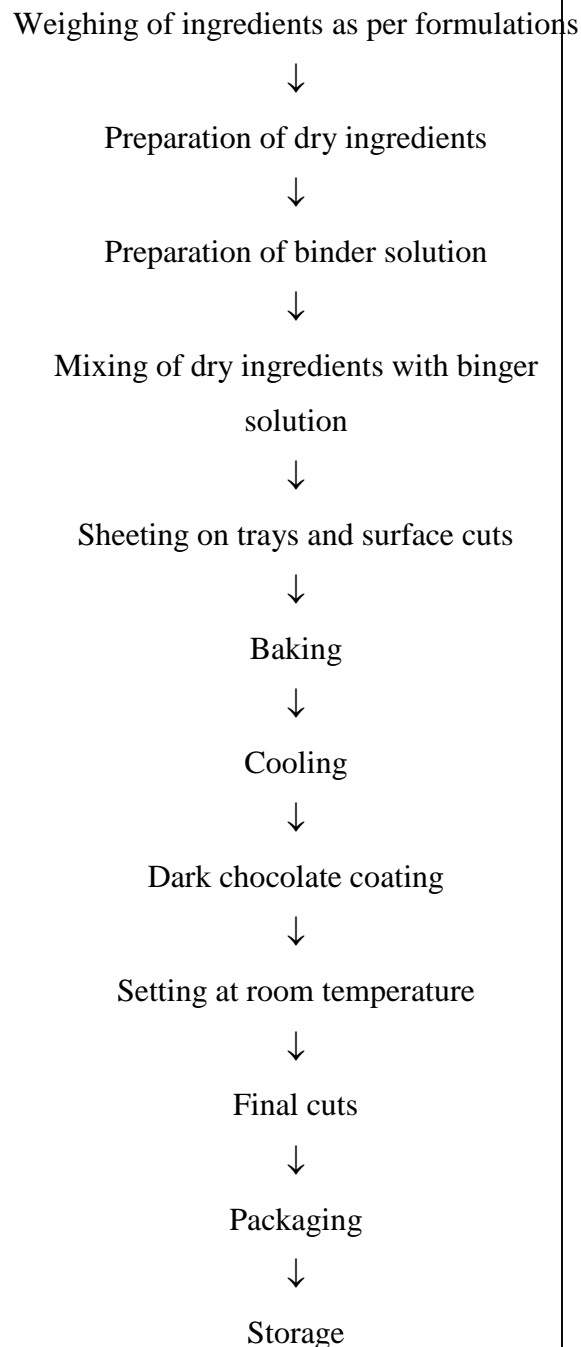 Weighing of ingredients as per formulations
↓
Preparation of dry ingredients
↓
Preparation of binder solution
↓
Mixing of dry ingredients with binger
solution
↓
Sheeting on trays and surface cuts
↓
Baking
↓
Cooling
↓
Dark chocolate coating
↓
Setting at room temperature
↓
Final cuts
↓
Packaging
↓
Storage